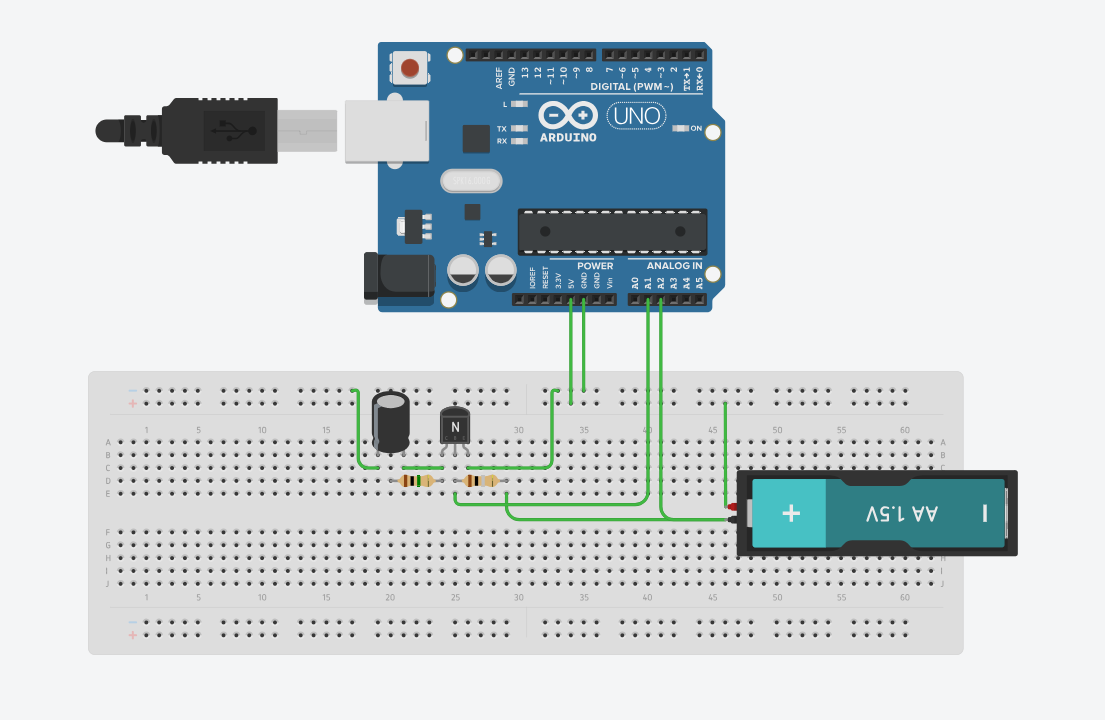 AREF
GND
13
12
~11
~10
~9
8
7
~6
~5
4
~3
2
TX→1
RX←0
DIGITAL (PWM~)
L
TX
RX
ARDUINO
UNO
ON
POWER
ANALOG IN
IOREF
RESET
3.3V
5V
GND
GND
Vin
A0
A1
A2
A3
A4
A5
− −
+ +
1 5 10 15 20 25 30 35 40 45 50 55 60
A A
B B
C C
D
E
N
+ AA 1.5V −
F
G
H H
I I
J J
1 5 10 15 20 25 30 35 40 45 50 55 60
−
+